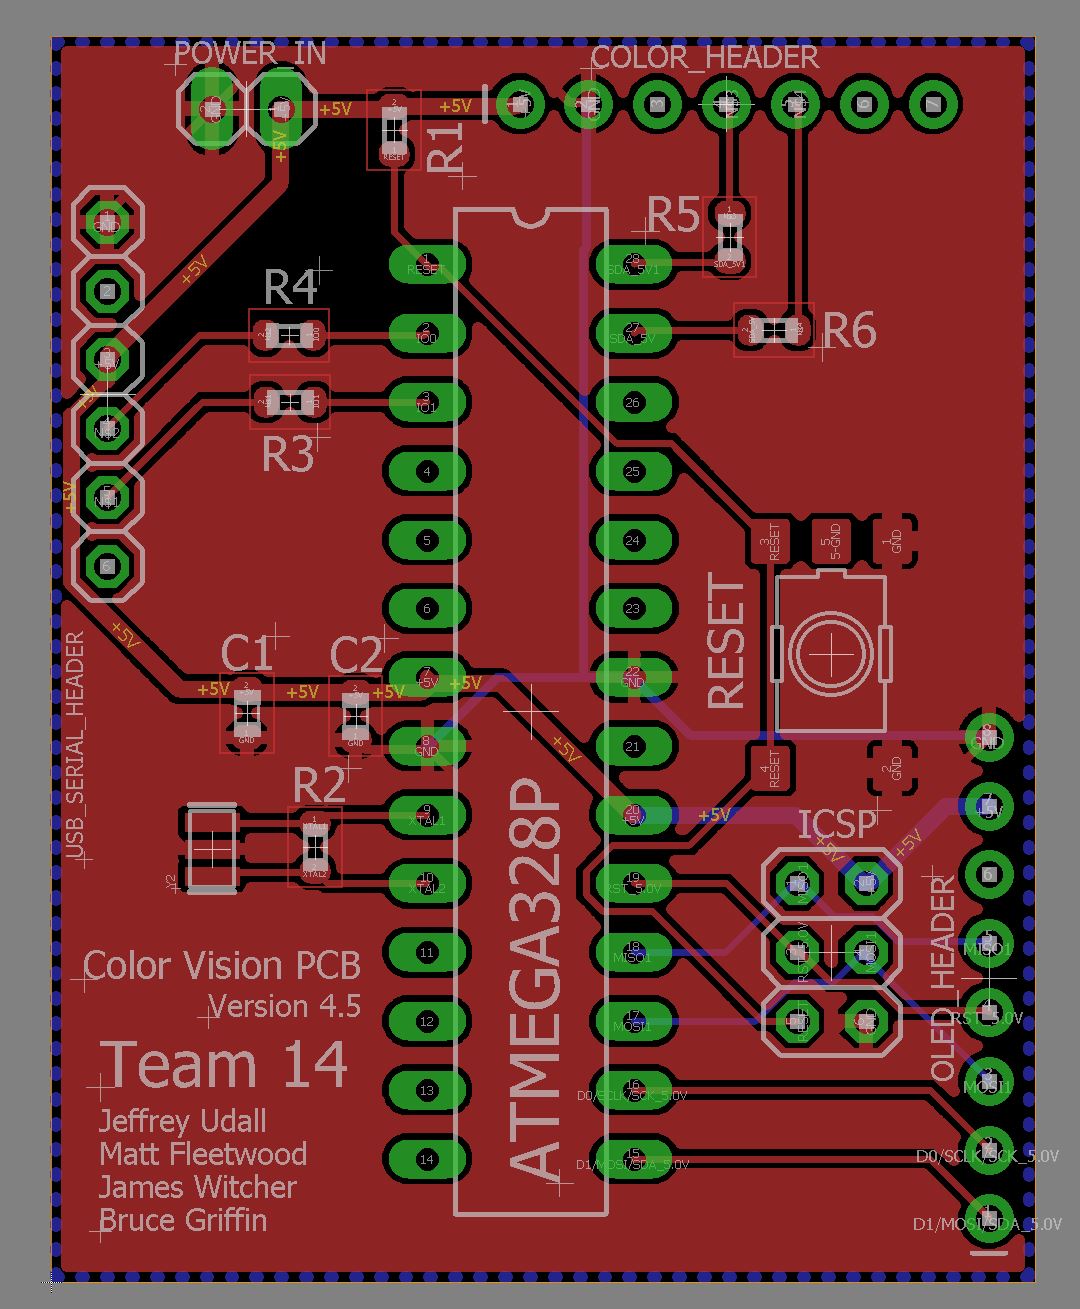 POWER_IN
COLOR_HEADER
+5V
+5V
+5V
R1
RESET
1
GND
3
6
7
R5
R4
R6
R3
+5V
+5V
+5V
+5V
1
RESET
2
IO0
3
IO1
4
5
6
7
+5V
8
GND
9
XTAL1
10
XTAL2
11
12
13
14
28
SDA_5V1
27
SDA_5V
26
25
24
23
22
GND
21
20
+5V
19
RST_5.0V
18
MISO1
17
MOSI1
16
D0/SCLK/SCK_5.0V
15
D1/MOSI/SDA_5.0V
ATMEGA328P
3
RESET
5
5-GND
1
GND
RESET
4
RESET
2
GND
USB_SERIAL_HEADER
C1
C2
+5V
+5V
+5V
+5V
+5V
+5V
+5V
+5V
R2
XTAL1
XTAL2
Y2
ICSP
OLED_HEADER
GND
7
+5V
6
MISO1
RST_5.0V
MOSI1
D0/SCLK/SCK_5.0V
D1/MOSI/SDA_5.0V
Color Vision PCB
Version 4.5
Team 14
Jeffrey Udall
Matt Fleetwood
James Witcher
Bruce Griffin